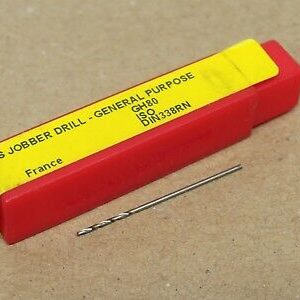 S JOBBER DRILL - GENERAL PURPOSE
GH80
ISO
DIN338RN
France